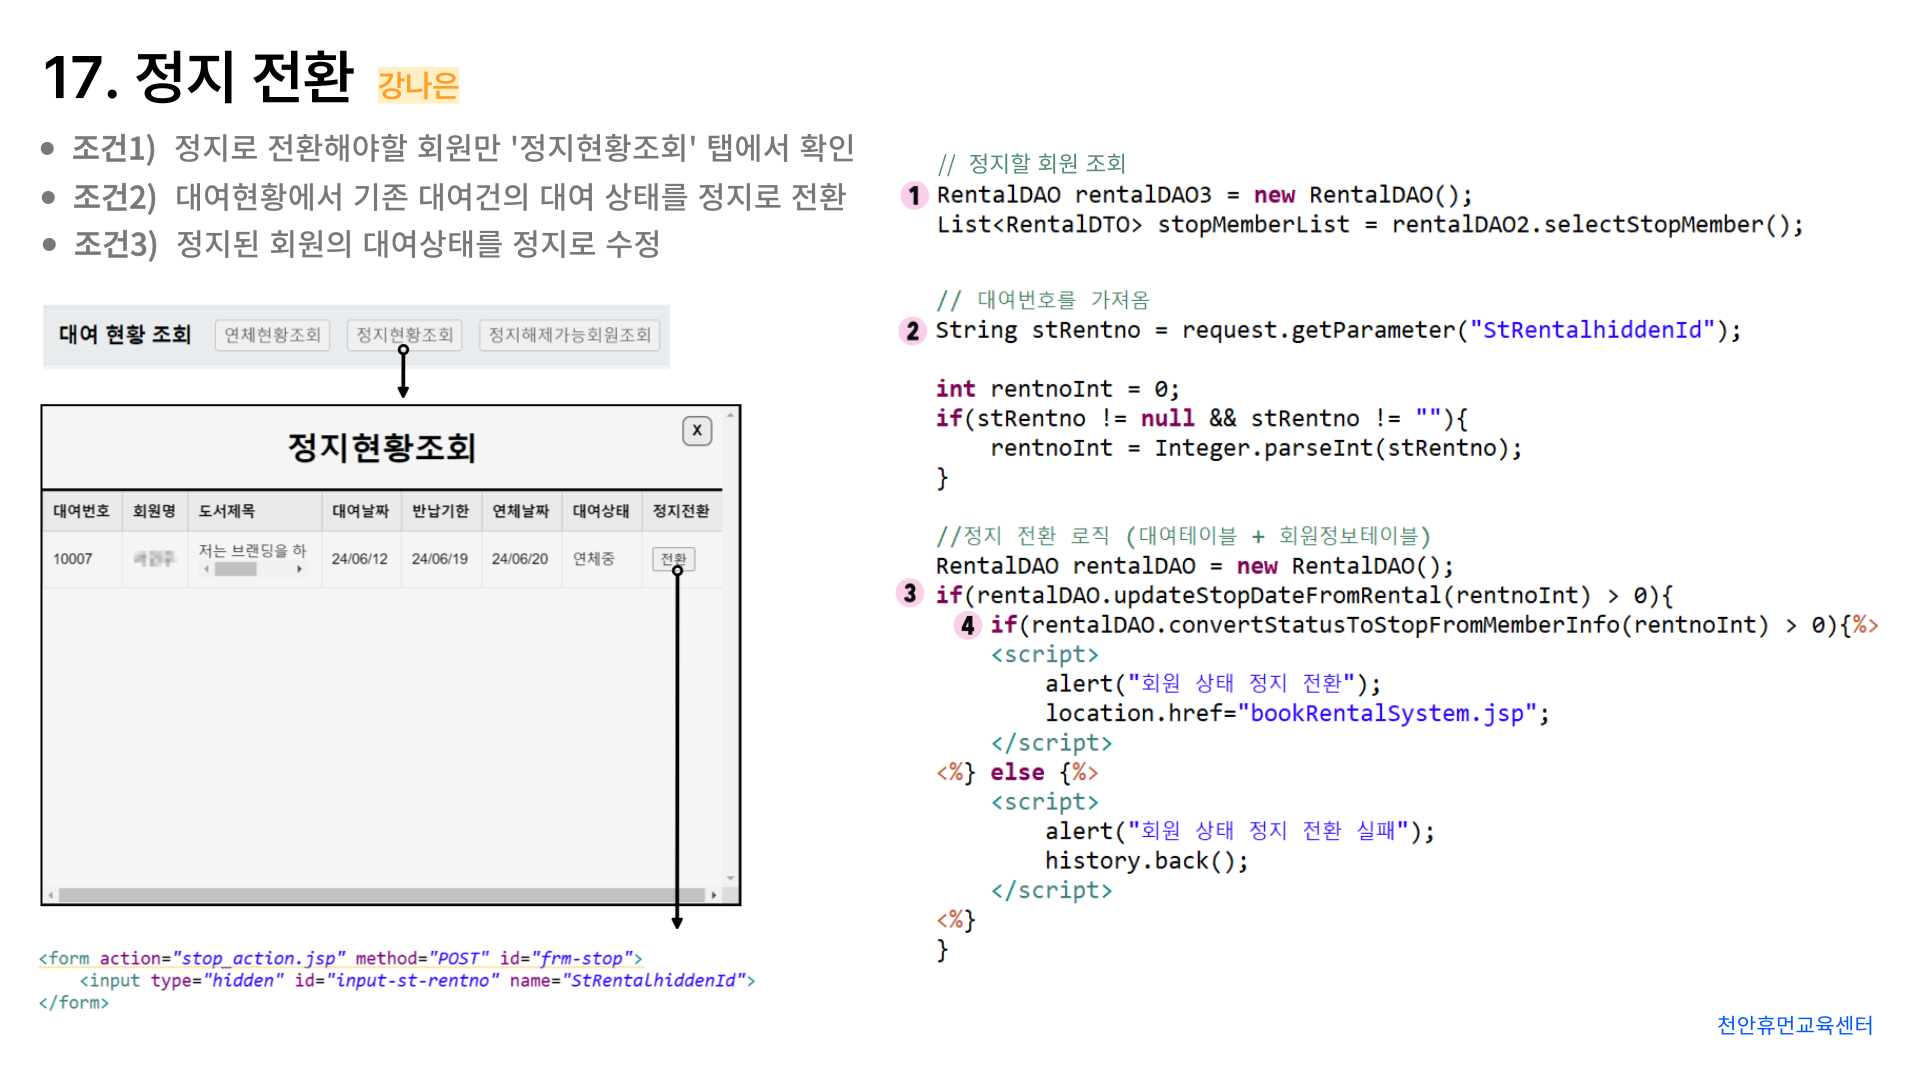 17. 정지 전환 강나은
• 조건1) 정지로 전환해야할 회원만 '정지현황조회' 탭에서 확인
• 조건2) 대여현황에서 기존 대여건의 대여 상태를 정지로 전환
• 조건3) 정지된 회원의 대여상태를 정지로 수정
대여 현황 조회 연체현황조회 정지현황조회 정지해제가능회원조회
X
정지현황조회
대여번호 회원명 도서제목 대여날짜 반납기한 연체날짜 대여상태 정지전환
10007 저는 브랜딩을 하 24/06/12 24/06/19 24/06/20 연체중 전환
<form action="stop_action.jsp" method="POST" id="frm-stop">
<input type="hidden" id="input-st-rentno" name="StRentalhiddenId">
</form>
// 정지할 회원 조회
1 RentalDAO rentalDAO3 = new RentalDAO();
List<RentalDTO> stopMemberList = rentalDAO2.selectStopMember();
// 대여번호를 가져옴
2 String stRentno = request.getParameter("StRentalhiddenId");
int rentnoInt = 0;
if(stRentno != null && stRentno != ""){
rentnoInt = Integer.parseInt(stRentno);
}
//정지 전환 로직 (대여테이블 + 회원정보테이블)
RentalDAO rentalDAO = new RentalDAO();
3 if(rentalDAO.updateStopDateFromRental(rentnoInt) > 0){
4 if(rentalDAO.convertStatusToStopFromMemberInfo(rentnoInt) > 0){%>
<script>
alert("회원 상태 정지 전환");
location.href="bookRentalSystem.jsp";
</script>
<%} else {%>
<script>
alert("회원 상태 정지 전환 실패");
history.back();
</script>
<%}
}
천안휴먼교육센터